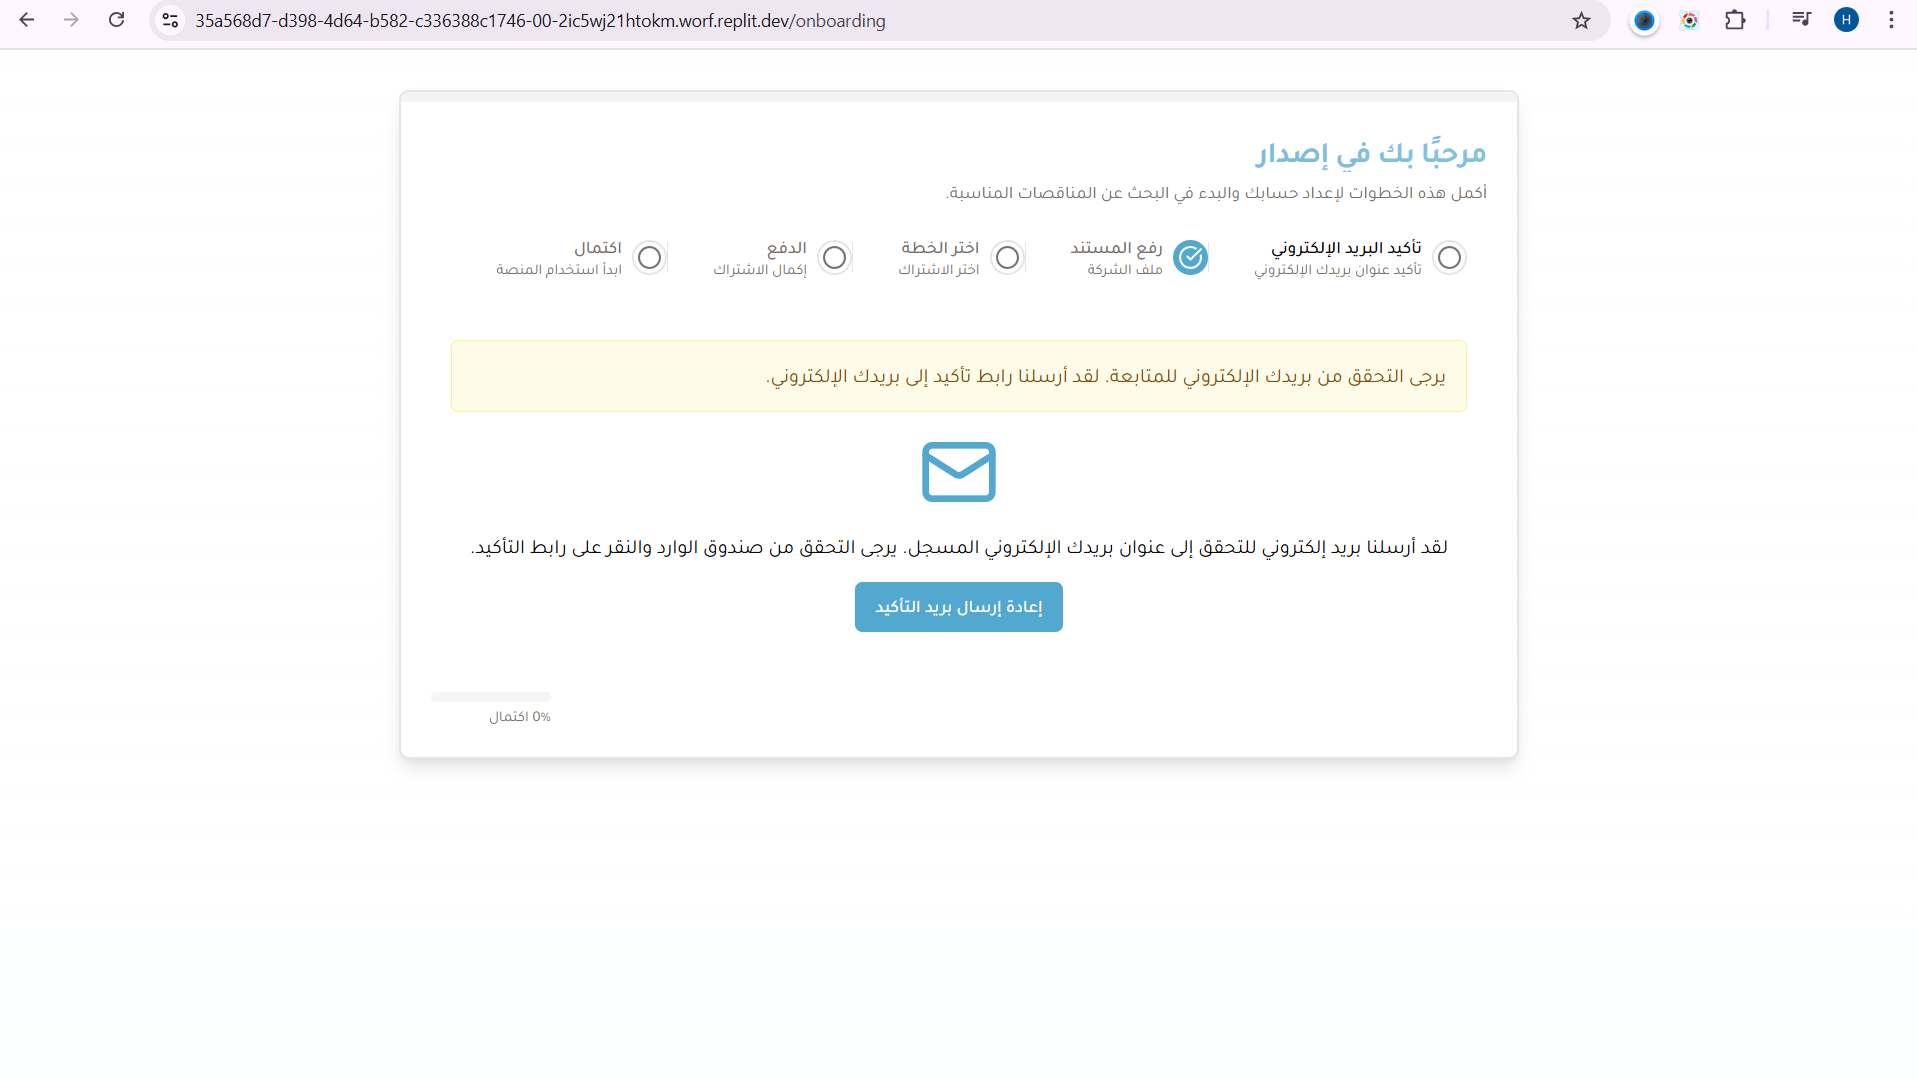 35a568d7-d398-4d64-b582-c336388c1746-00-2ic5wj21htokm.worf.replit.dev/onboarding
H
مرحبًا بك في إصدار
أكمل هذه الخطوات لإعداد حسابك والبدء في البحث عن المناقصات المناسبة.
تأكيد البريد الإلكتروني
تأكيد عنوان بريدك الإلكتروني
رفع المستند
ملف الشركة
اختر الخطة
اختر الاشتراك
الدفع
إكمال الاشتراك
اكتمال
ابدأ استخدام المنصة
يرجى التحقق من بريدك الإلكتروني للمتابعة. لقد أرسلنا رابط تأكيد إلى بريدك الإلكتروني.
لقد أرسلنا بريد إلكتروني للتحقق إلى عنوان بريدك الإلكتروني المسجل. يرجى التحقق من صندوق الوارد والنقر على رابط التأكيد.
إعادة إرسال بريد التأكيد
0% اكتمال